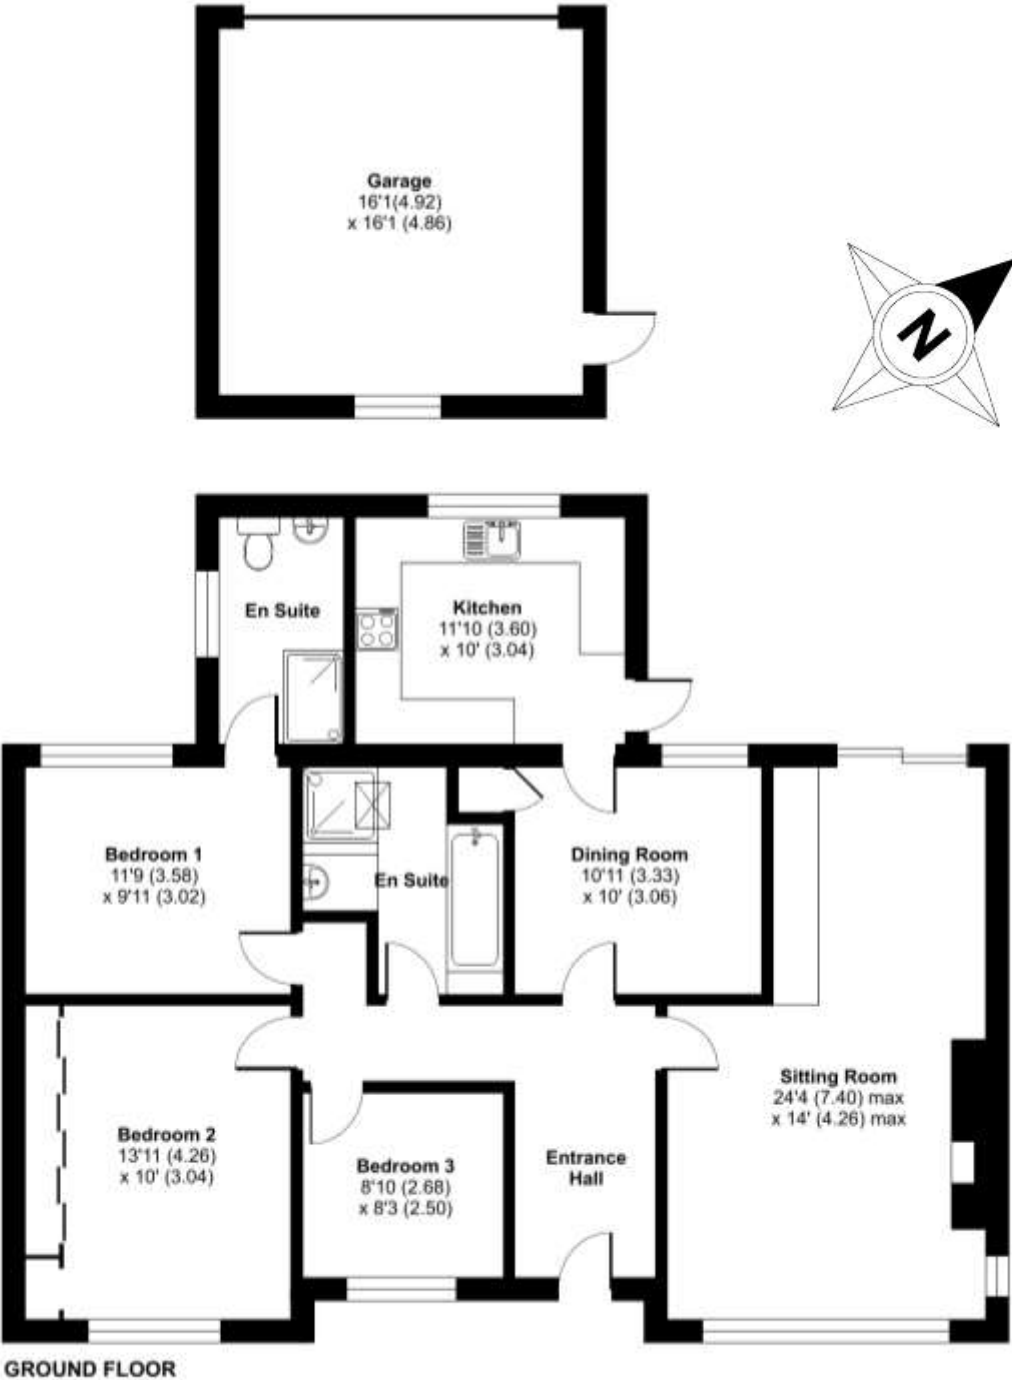 Garage
16'1(4.92)
x 16'1 (4.86)
N
En Suite
Kitchen
11'10 (3.60)
x 10' (3.04)
Bedroom 1
11'9 (3.58)
x 9'11 (3.02)
En Suite
Dining Room
10'11 (3.33)
x 10' (3.06)
Sitting Room
24'4 (7.40) max
x 14' (4.26) max
Bedroom 2
13'11 (4.26)
x 10' (3.04)
Bedroom 3
8'10 (2.68)
x 8'3 (2.50)
Entrance
Hall
GROUND FLOOR